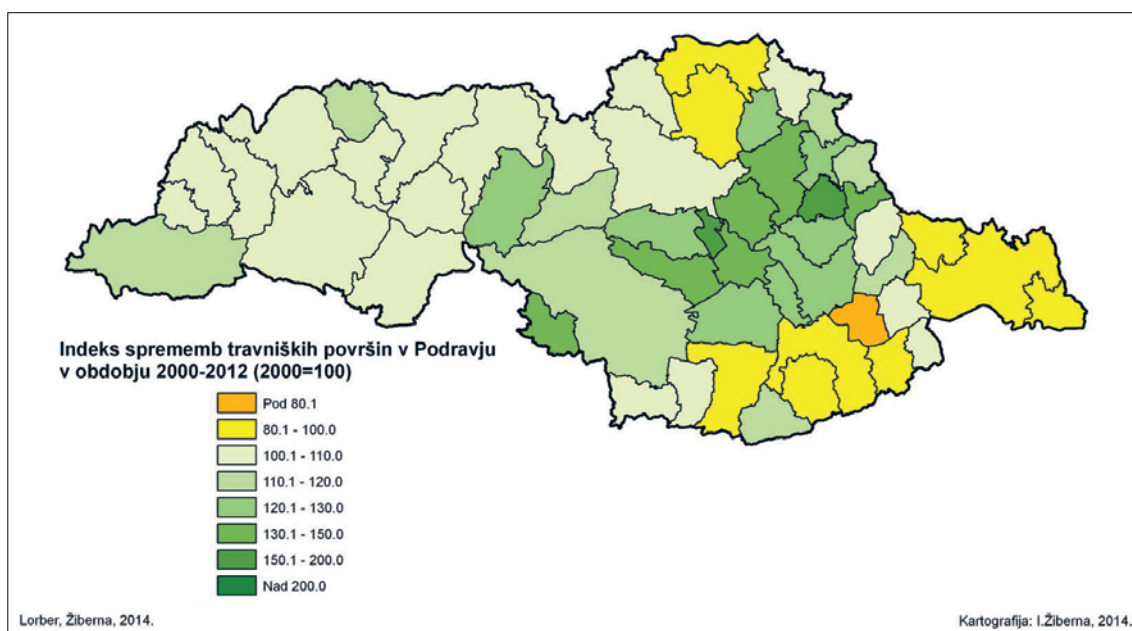 Indeks sprememb travniških površin v Podravju
v obdobju 2000-2012 (2000=100)
Pod 80.1
80.1 - 100.0
100.1 - 110.0
110.1 - 120.0
120.1 - 130.0
130.1 - 150.0
150.1 - 200.0
Nad 200.0
Lorber, Žiberna, 2014.
Kartografija: I.Žiberna, 2014.